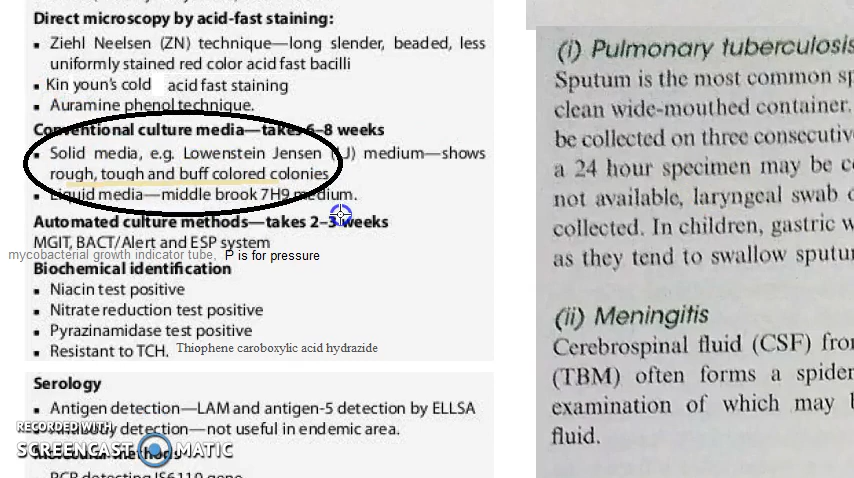 Direct microscopy by acid-fast staining:
▪ Ziehl Neelsen (ZN) technique—long slender, beaded, less
uniformly stained red color acid fast bacilli
▪ Kin youn's cold acid fast staining
▪ Auramine phenol technique.
Conventional culture media—takes 6–8 weeks
▪ Solid media, e.g. Lowenstein Jensen (LJ) medium—shows
rough, tough and buff colored colonies
▪ Liquid media—middle brook 7H9 medium.
Automated culture methods—takes 2–3 weeks
MGIT, BACT/Alert and ESP system
mycobacterial growth indicator tube, P is for pressure
Biochemical identification
▪ Niacin test positive
▪ Nitrate reduction test positive
▪ Pyrazinamidase test positive
▪ Resistant to TCH. Thiophene caroboxylic acid hydrazide
Serology
▪ Antigen detection—LAM and antigen-5 detection by ELLSA
detection—not useful in endemic area.
RECORDED WITH
SCREENCAST MATIC
PCR detecting IS6110 gene
(i) Pulmonary tuberculosis
Sputum is the most common sp
clean wide-mouthed container.
be collected on three consecutiv
a 24 hour specimen may be c
not available, laryngeal swab o
collected. In children, gastric w
as they tend to swallow sputu
(ii) Meningitis
Cerebrospinal fluid (CSF) fro
(TBM) often forms a spider
examination of which may
fluid.